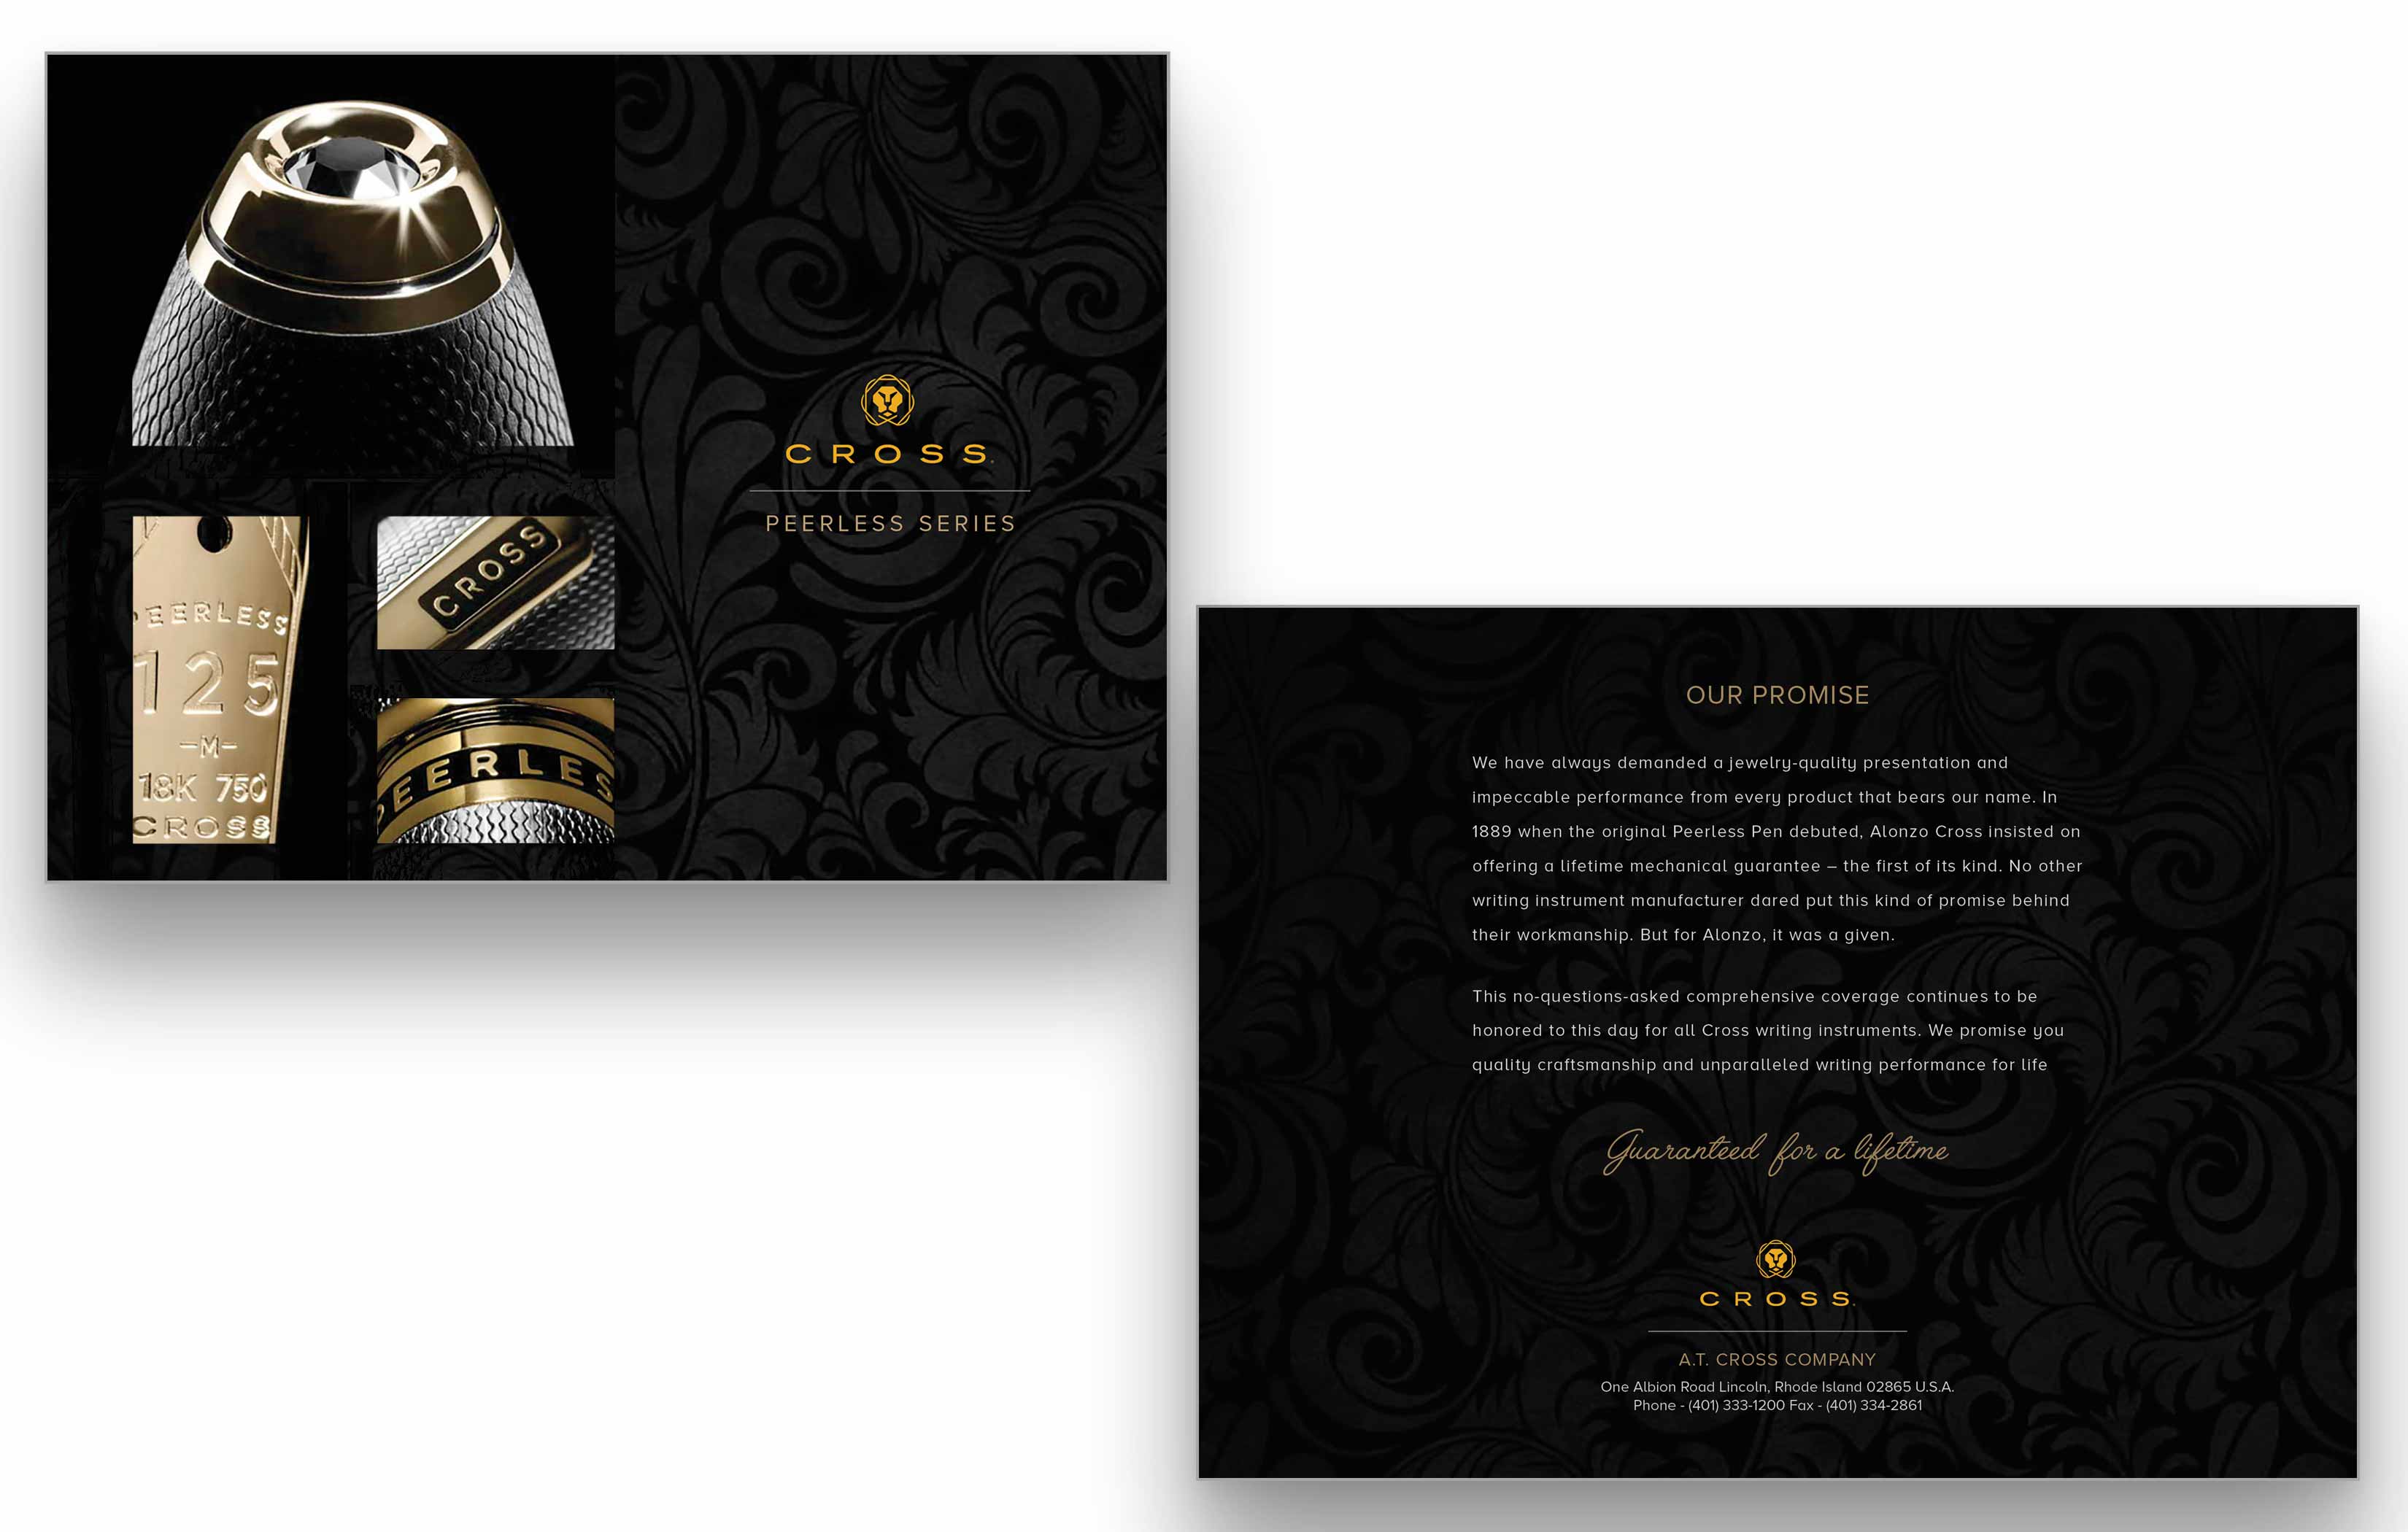 CROSS
PEERLESS SERIES
PEERLESS
125
-M-
18K 750
CROSS
CROSS
PEERLES
OUR PROMISE
We have always demanded a jewelry-quality presentation and
impeccable performance from every product that bears our name. In
1889 when the original Peerless Pen debuted, Alonzo Cross insisted on
offering a lifetime mechanical guarantee – the first of its kind. No other
writing instrument manufacturer dared put this kind of promise behind
their workmanship. But for Alonzo, it was a given.
This no-questions-asked comprehensive coverage continues to be
honored to this day for all Cross writing instruments. We promise you
quality craftsmanship and unparalleled writing performance for life
Guaranteed for a lifetime
CROSS
A.T. CROSS COMPANY
One Albion Road Lincoln, Rhode Island 02865 U.S.A.
Phone - (401) 333-1200 Fax - (401) 334-2861